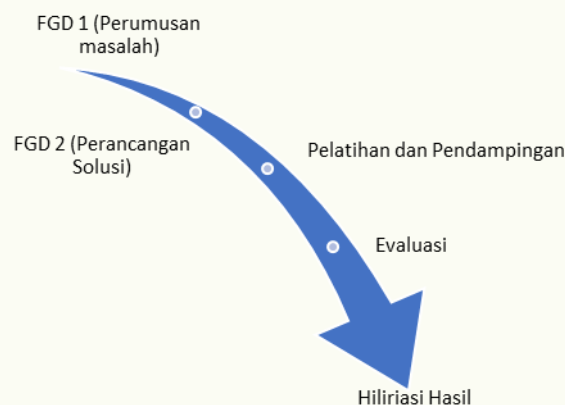 FGD 1 (Perumusan
masalah)
FGD 2 (Perancangan
Solusi)
Pelatihan dan Pendampingan
Evaluasi
Hiliriasi Hasil